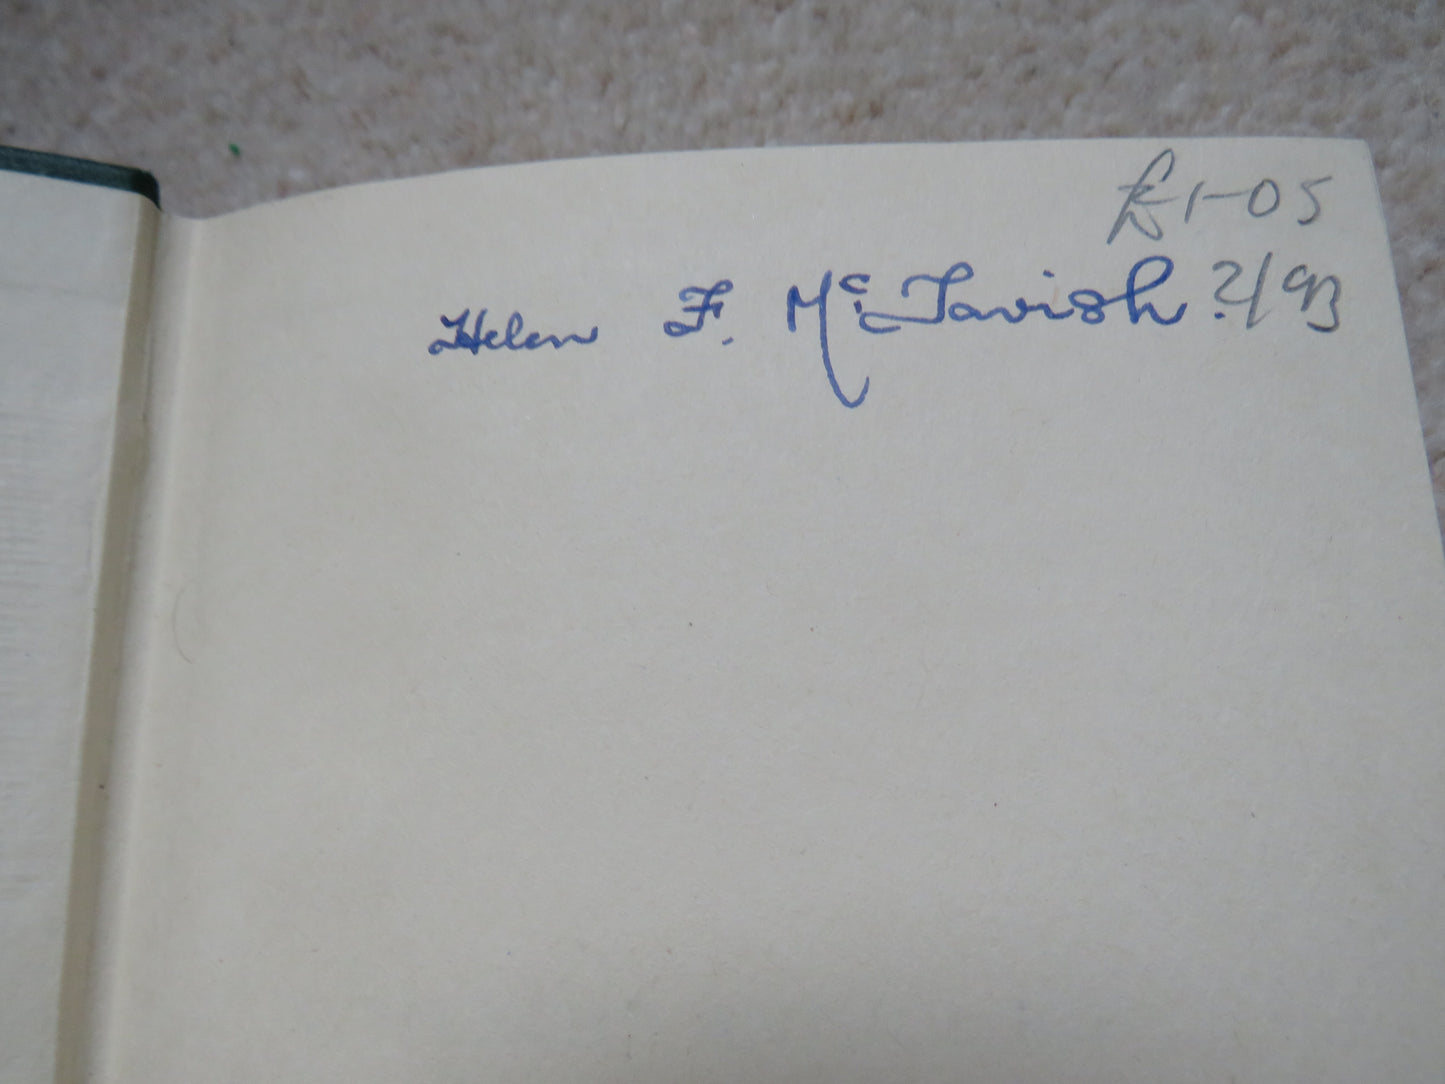 £1-05
Helen F. McTavish. 2/93